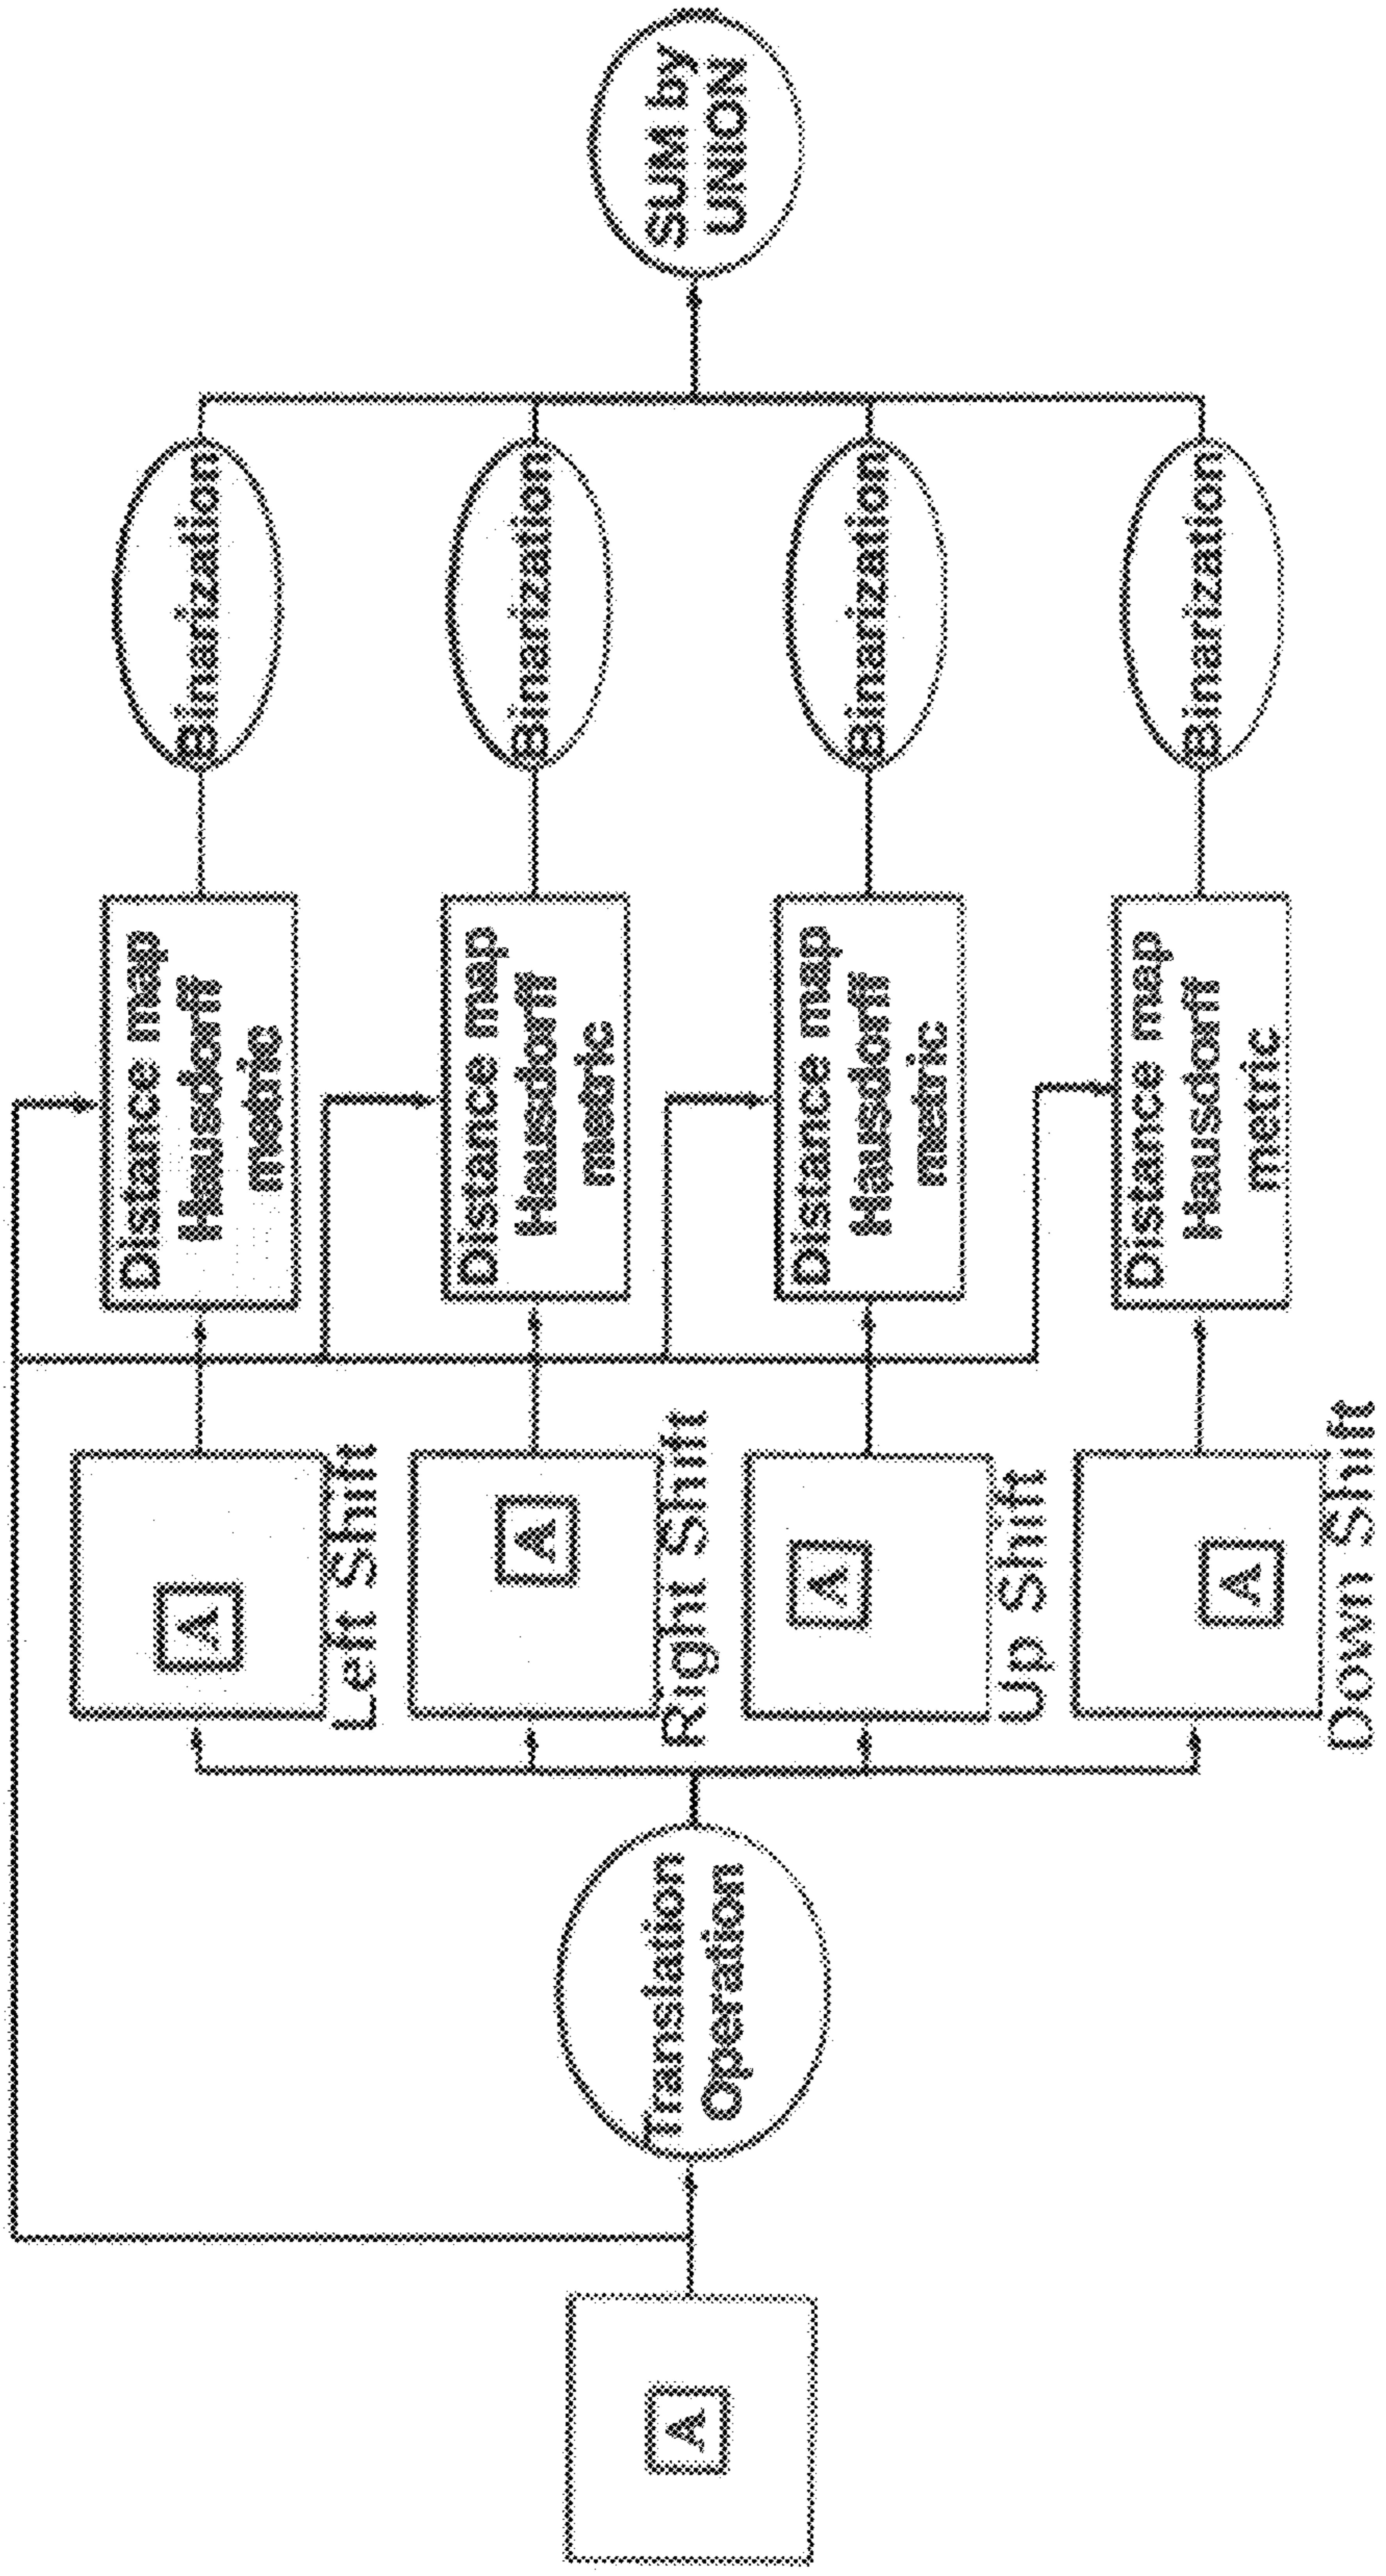 A
Translation
Operation
A
Left Shift
A
Right Shift
A
Up Shift
A
Down Shift
Distance map
Hausdorff
metric
Distance map
Hausdorff
metric
Distance map
Hausdorff
metric
Distance map
Hausdorff
metric
Binarization
Binarization
Binarization
Binarization
SUM by
UNION